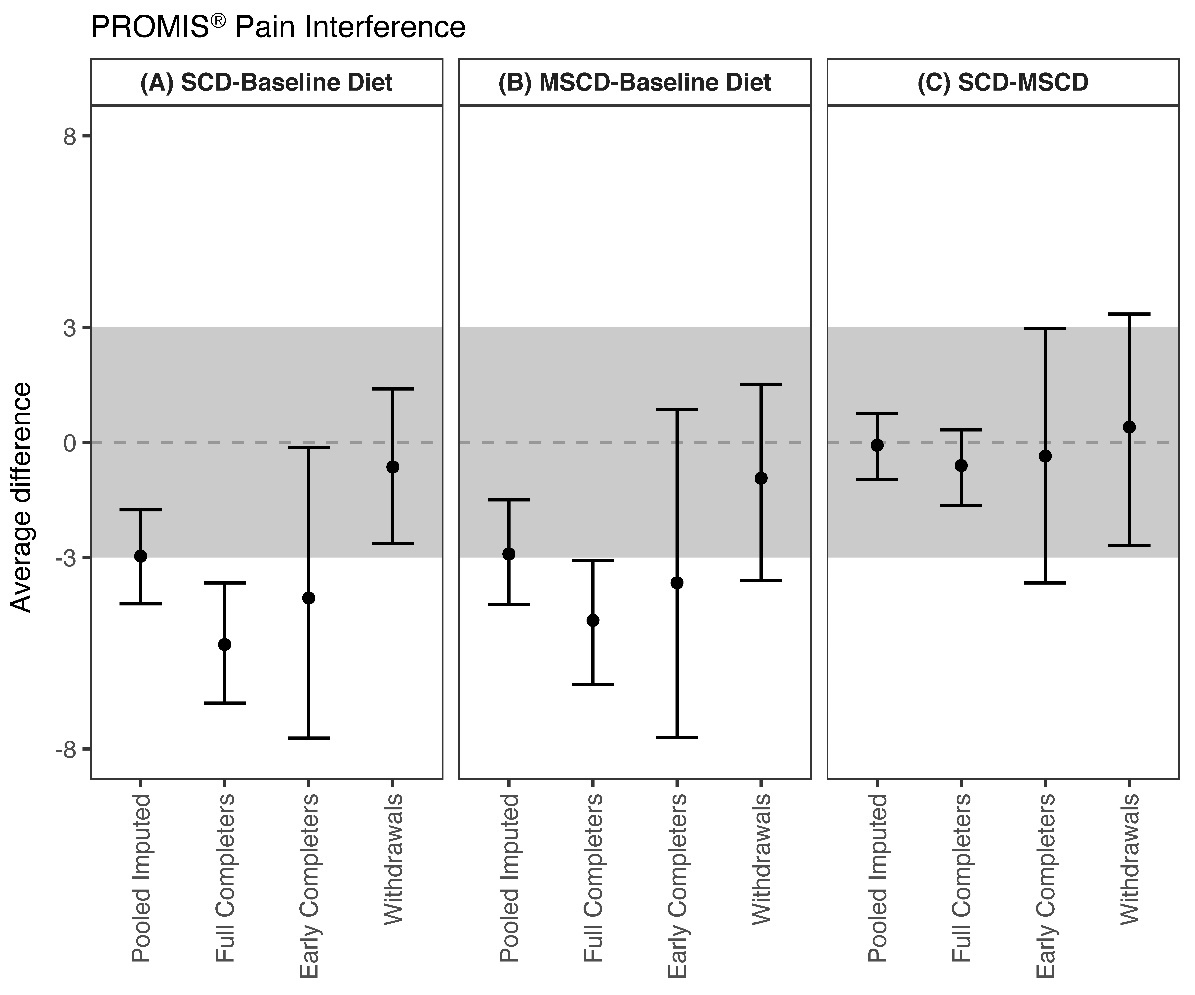 PROMIS® Pain Interference
(A) SCD-Baseline Diet
(B) MSCD-Baseline Diet
(C) SCD-MSCD
Average difference
8
3
0
-3
-8
Pooled Imputed
Full Completers
Early Completers
Withdrawals
Pooled Imputed
Full Completers
Early Completers
Withdrawals
Pooled Imputed
Full Completers
Early Completers
Withdrawals